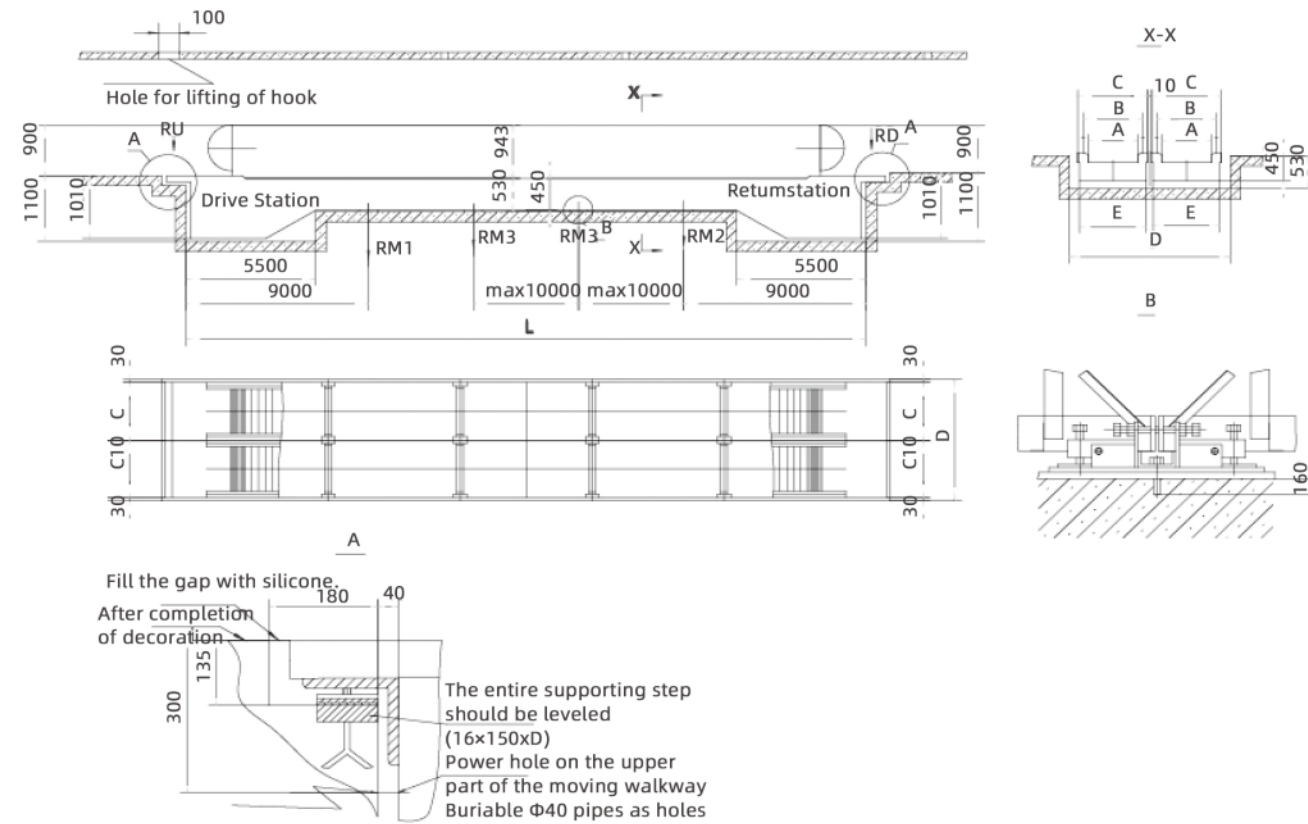 100
Hole for lifting of hook
X
X-X
C
10
C
B
B
A
A
450
530
E
E
D
900
1100
1010
A
RU
Drive Station
943
530
450
RD
A
Retumstation
900
1010
1100
RM1
RM3
RM3
B
X
RM2
5500
9000
max10000
max10000
5500
9000
L
B
160
30
C
C10
30
30
C
C10
30
D
A
Fill the gap with silicone.
After completion
of decoration
180
40
135
300
The entire supporting step
should be leveled
(16×150xD)
Power hole on the upper
part of the moving walkway
Buriable Φ40 pipes as holes